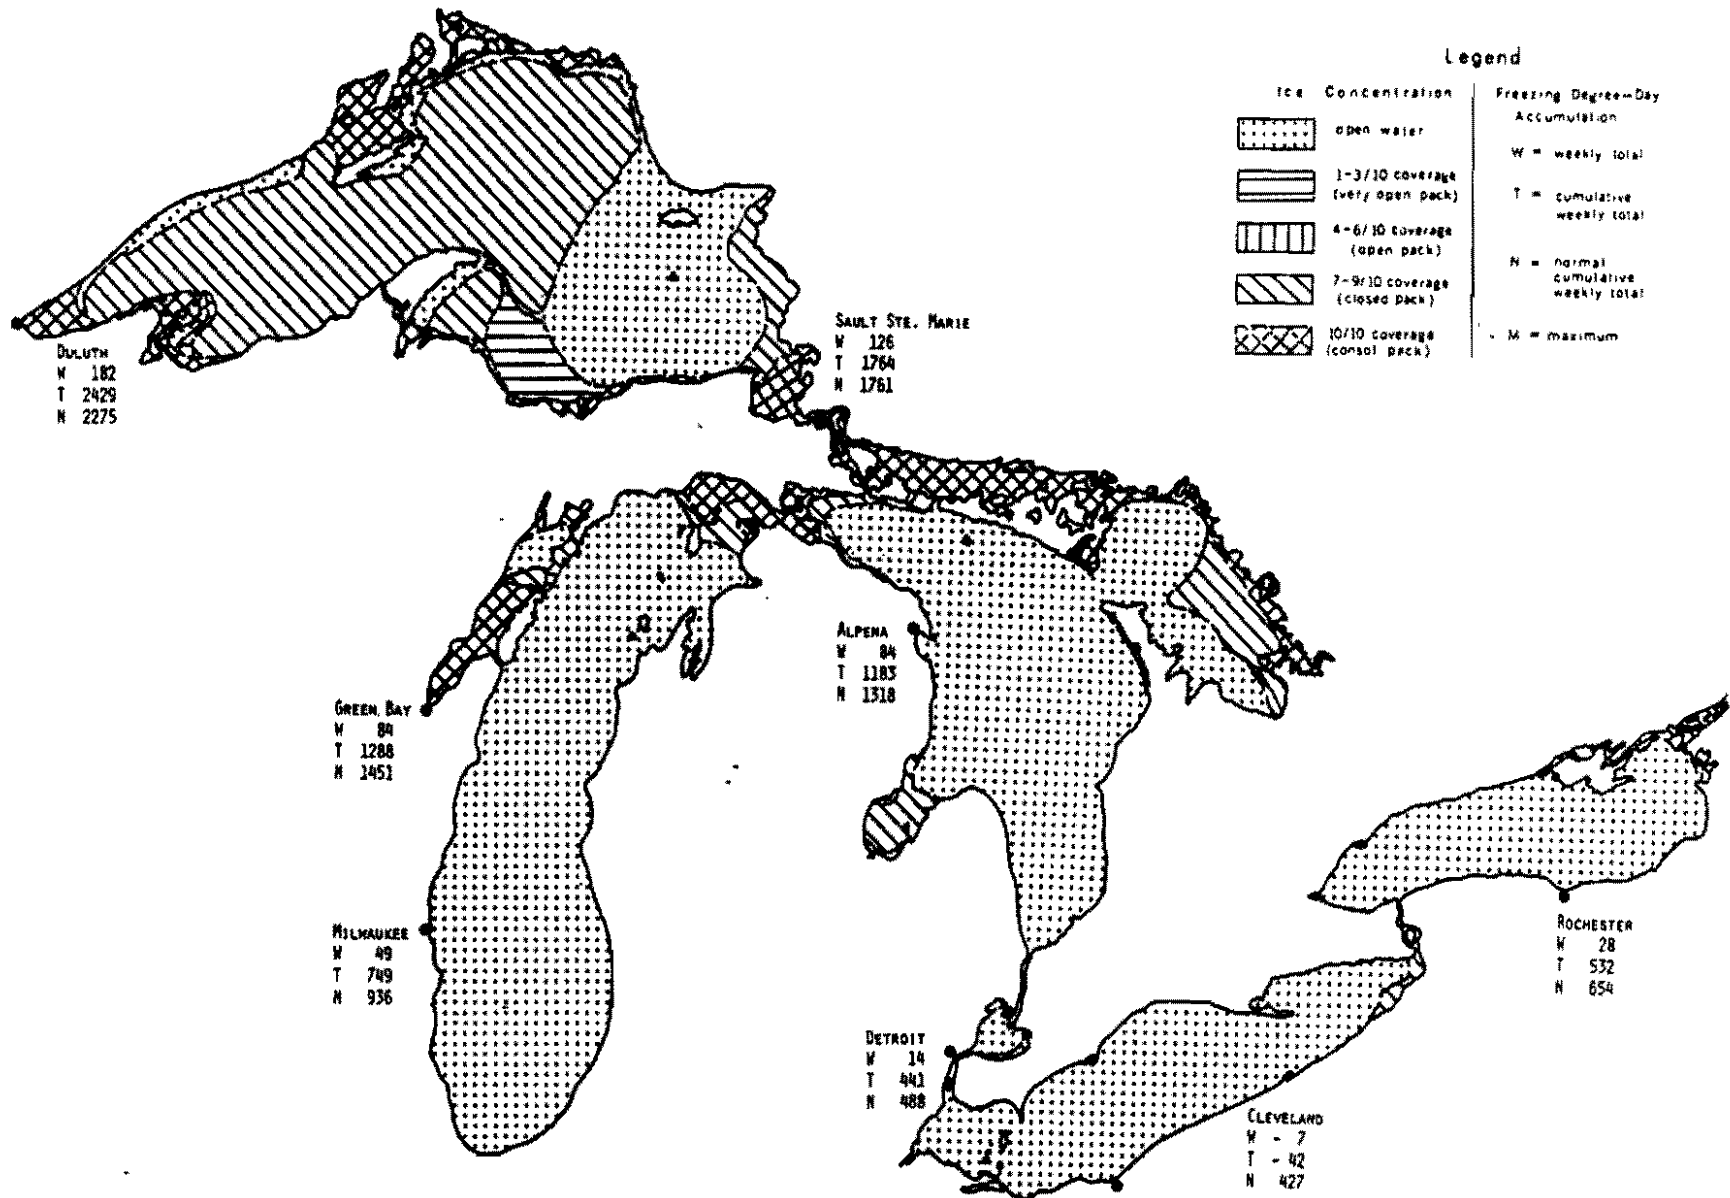 Legend
Ice Concentration
open water
1-3/10 coverage
(very open pack)
4-6/10 coverage
(open pack)
7-9/10 coverage
(closed pack)
10/10 coverage
(consol pack)
Freezing Degree-Day
Accumulation
W = weekly total
T = cumulative
weekly total
N = normal
cumulative
weekly total
M = maximum
DULUTH
W 182
T 2429
N 2275
SAULT STE. MARIE
W 126
T 1764
N 1761
ALPENA
W 84
T 1183
N 1318
GREEN BAY
W 84
T 1288
N 1451
MILWAUKEE
W 49
T 749
N 936
DETROIT
W 14
T 441
N 488
CLEVELAND
W - 7
T - 42
N 427
ROCHESTER
W 28
T 532
N 654